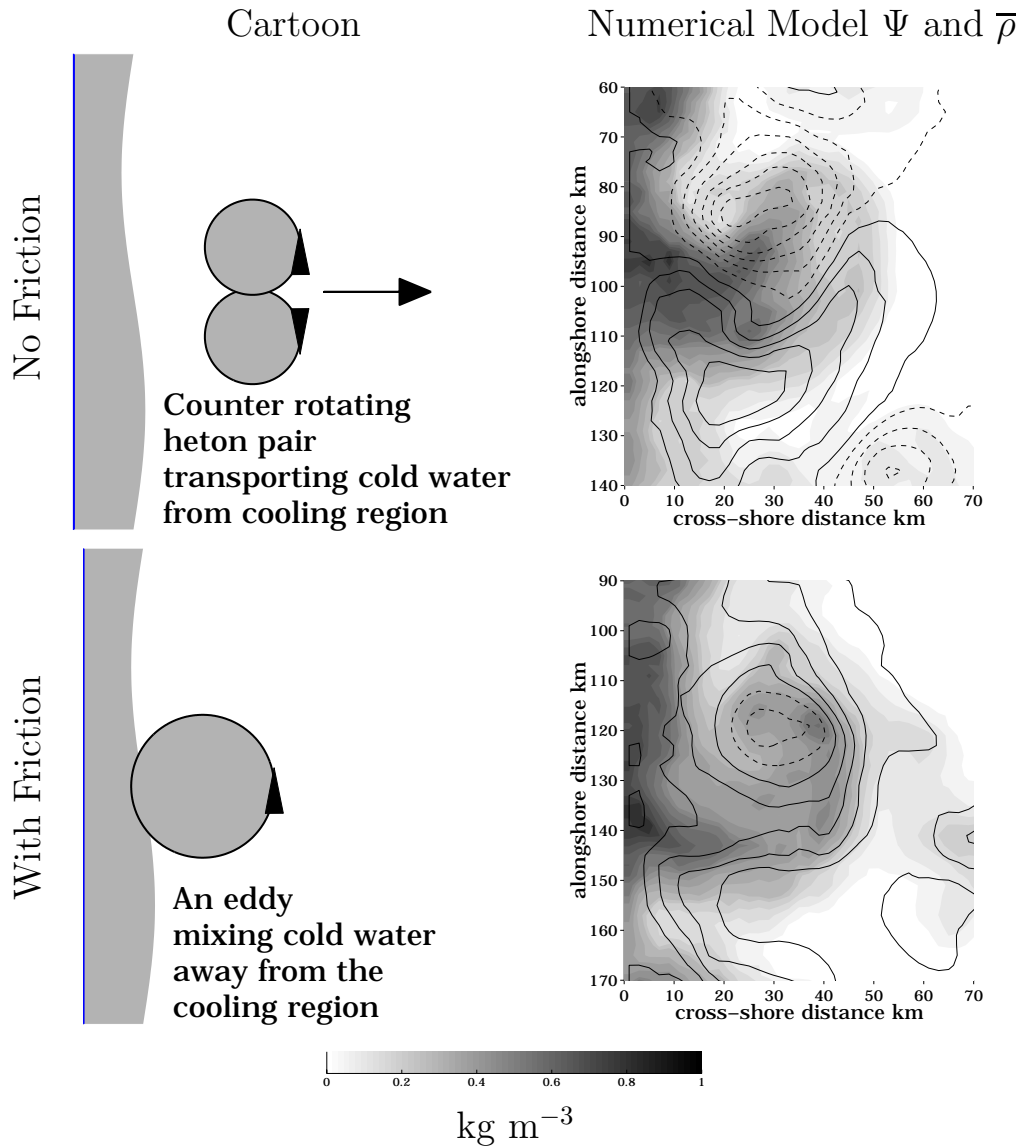 Cartoon
Numerical Model Ψ and ρ̅
No Friction
Counter rotating
heton pair
transporting cold water
from cooling region
alongshore distance km
60
70
80
90
100
110
120
130
140
0 10 20 30 40 50 60 70
cross−shore distance km
With Friction
An eddy
mixing cold water
away from the
cooling region
alongshore distance km
90
100
110
120
130
140
150
160
170
0 10 20 30 40 50 60 70
cross−shore distance km
0 0.2 0.4 0.6 0.8 1
kg m⁻³